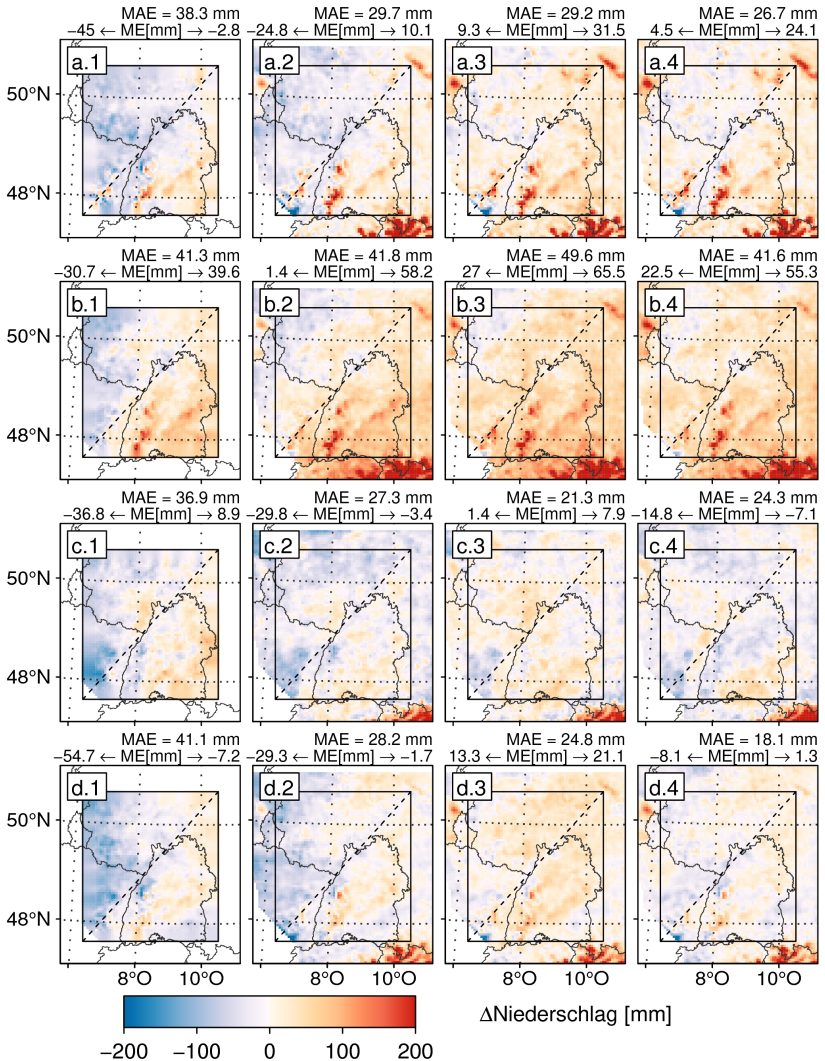 MAE = 38.3 mm MAE = 29.7 mm MAE = 29.2 mm MAE = 26.7 mm
−45 ← ME[mm] → −2.8 −24.8 ← ME[mm] → 10.1 9.3 ← ME[mm] → 31.5 4.5 ← ME[mm] → 24.1
a.1 a.2 a.3 a.4
50°N
48°N
MAE = 41.3 mm MAE = 41.8 mm MAE = 49.6 mm MAE = 41.6 mm
−30.7 ← ME[mm] → 39.6 1.4 ← ME[mm] → 58.2 27 ← ME[mm] → 65.5 22.5 ← ME[mm] → 55.3
b.1 b.2 b.3 b.4
50°N
48°N
MAE = 36.9 mm MAE = 27.3 mm MAE = 21.3 mm MAE = 24.3 mm
−36.8 ← ME[mm] → 8.9 −29.8 ← ME[mm] → −3.4 1.4 ← ME[mm] → 7.9 −14.8 ← ME[mm] → −7.1
c.1 c.2 c.3 c.4
50°N
48°N
MAE = 41.1 mm MAE = 28.2 mm MAE = 24.8 mm MAE = 18.1 mm
−54.7 ← ME[mm] → −7.2 −29.3 ← ME[mm] → −1.7 13.3 ← ME[mm] → 21.1 −8.1 ← ME[mm] → 1.3
d.1 d.2 d.3 d.4
50°N
48°N
8°O 10°O 8°O 10°O 8°O 10°O 8°O 10°O
ΔNiederschlag [mm]
−200 −100 0 100 200